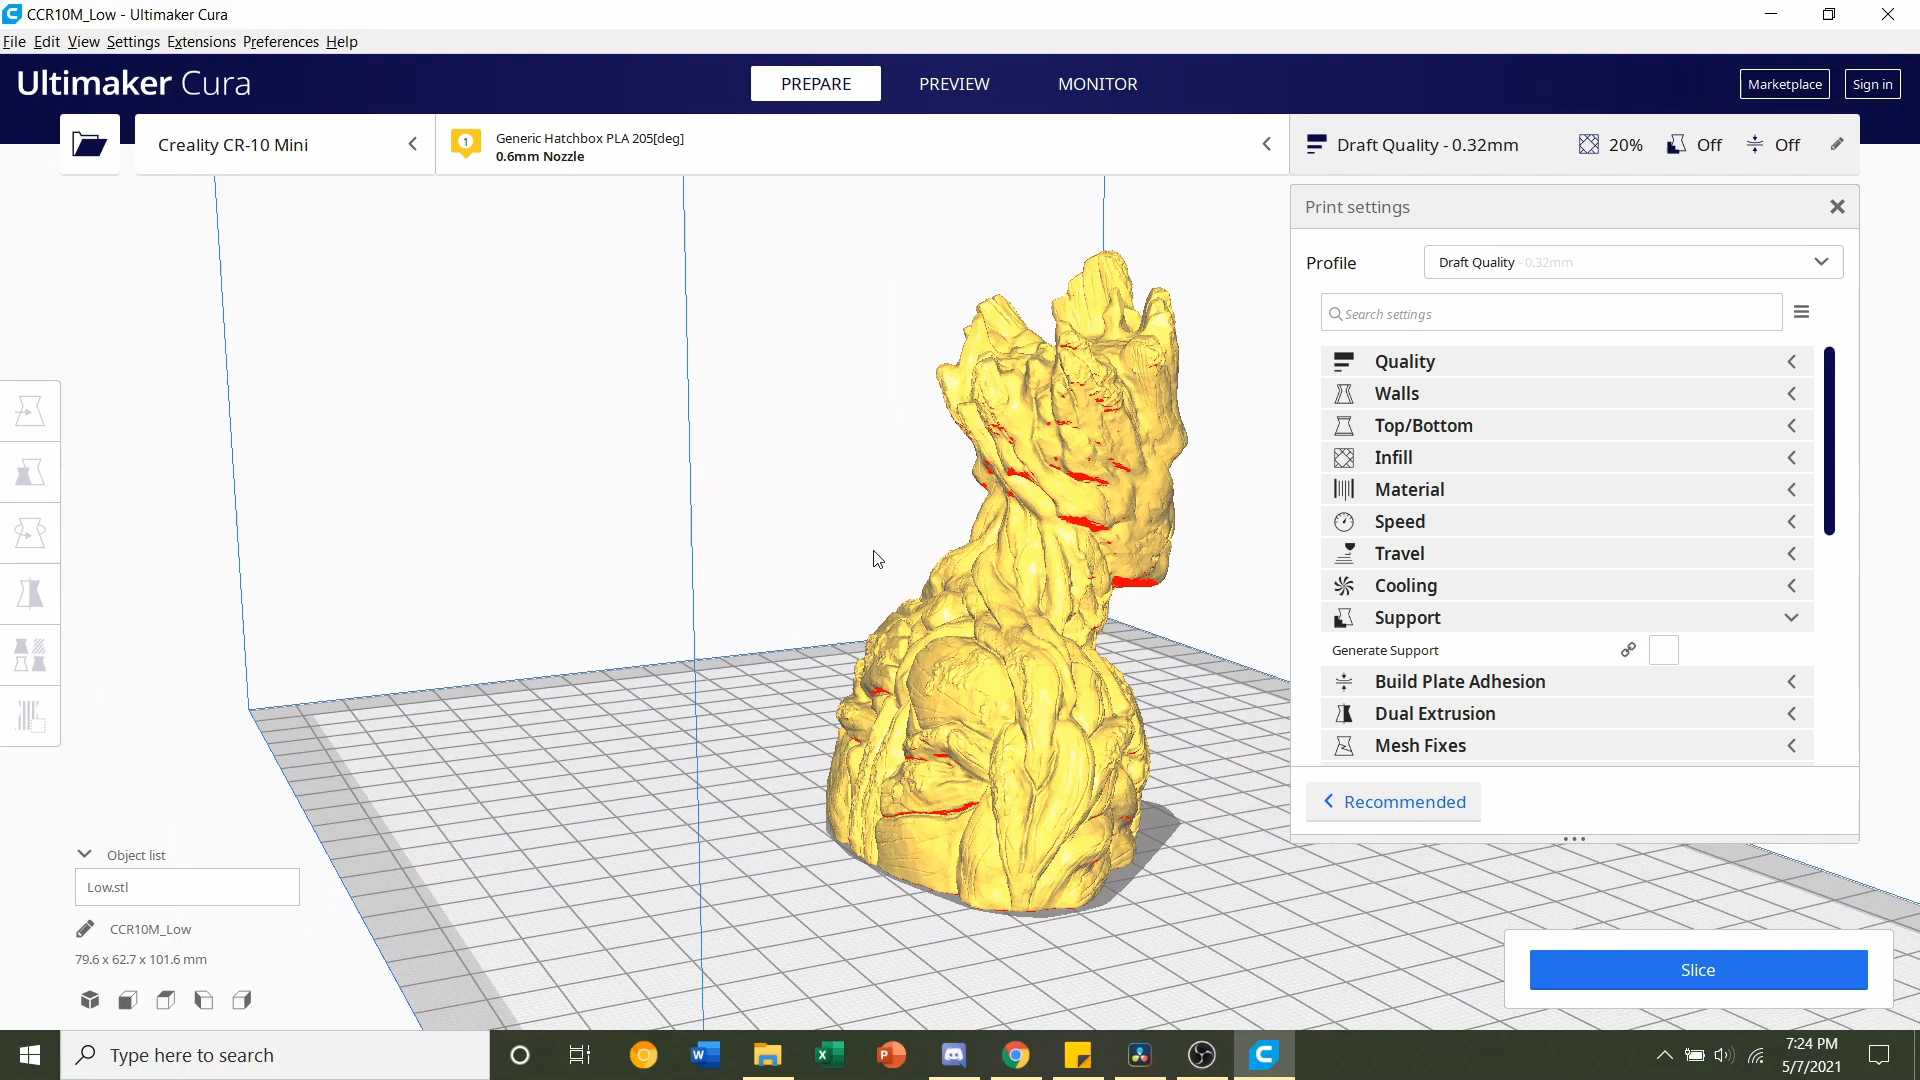 CCR10M_Low - Ultimaker Cura
File Edit View Settings Extensions Preferences Help
Ultimaker Cura
PREPARE
PREVIEW
MONITOR
Marketplace
Sign in
Creality CR-10 Mini
1
Generic Hatchbox PLA 205[deg]
0.6mm Nozzle
Draft Quality - 0.32mm
20%
Off
Off
Print settings
Profile
Draft Quality - 0.32mm
Search settings
Quality
Walls
Top/Bottom
Infill
Material
Speed
Travel
Cooling
Support
Generate Support
Build Plate Adhesion
Dual Extrusion
Mesh Fixes
Recommended
Object list
Low.stl
CCR10M_Low
79.6 x 62.7 x 101.6 mm
Slice
Type here to search
7:24 PM
5/7/2021